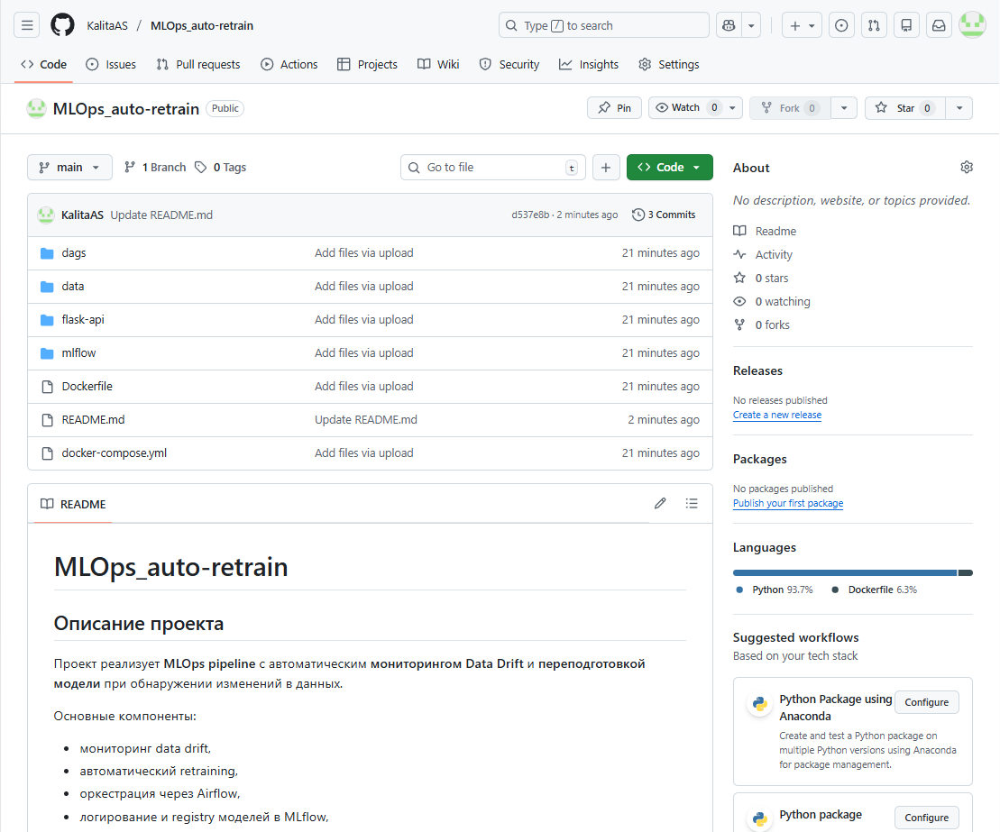 KalitaAS / MLOps_auto-retrain
Type / to search
Code Issues Pull requests Actions Projects Wiki Security Insights Settings
MLOps_auto-retrain Public
Pin Watch 0 Fork 0 Star 0
main 1 Branch 0 Tags
Go to file t
Code
KalitaAS Update README.md d537e8b · 2 minutes ago 3 Commits
dags Add files via upload 21 minutes ago
data Add files via upload 21 minutes ago
flask-api Add files via upload 21 minutes ago
mlflow Add files via upload 21 minutes ago
Dockerfile Add files via upload 21 minutes ago
README.md Update README.md 2 minutes ago
docker-compose.yml Add files via upload 21 minutes ago
README
MLOps_auto-retrain
Описание проекта
Проект реализует MLOps pipeline с автоматическим мониторингом Data Drift и переподготовкой
модели при обнаружении изменений в данных.
Основные компоненты:
мониторинг data drift,
автоматический retraining,
оркестрация через Airflow,
логирование и registry моделей в MLflow,
About
No description, website, or topics provided.
Readme
Activity
0 stars
0 watching
0 forks
Releases
No releases published
Create a new release
Packages
No packages published
Publish your first package
Languages
Python 93.7% Dockerfile 6.3%
Suggested workflows
Based on your tech stack
Python Package using
Anaconda
Configure
Create and test a Python package on
multiple Python versions using Anaconda
for package management.
Python package
Configure